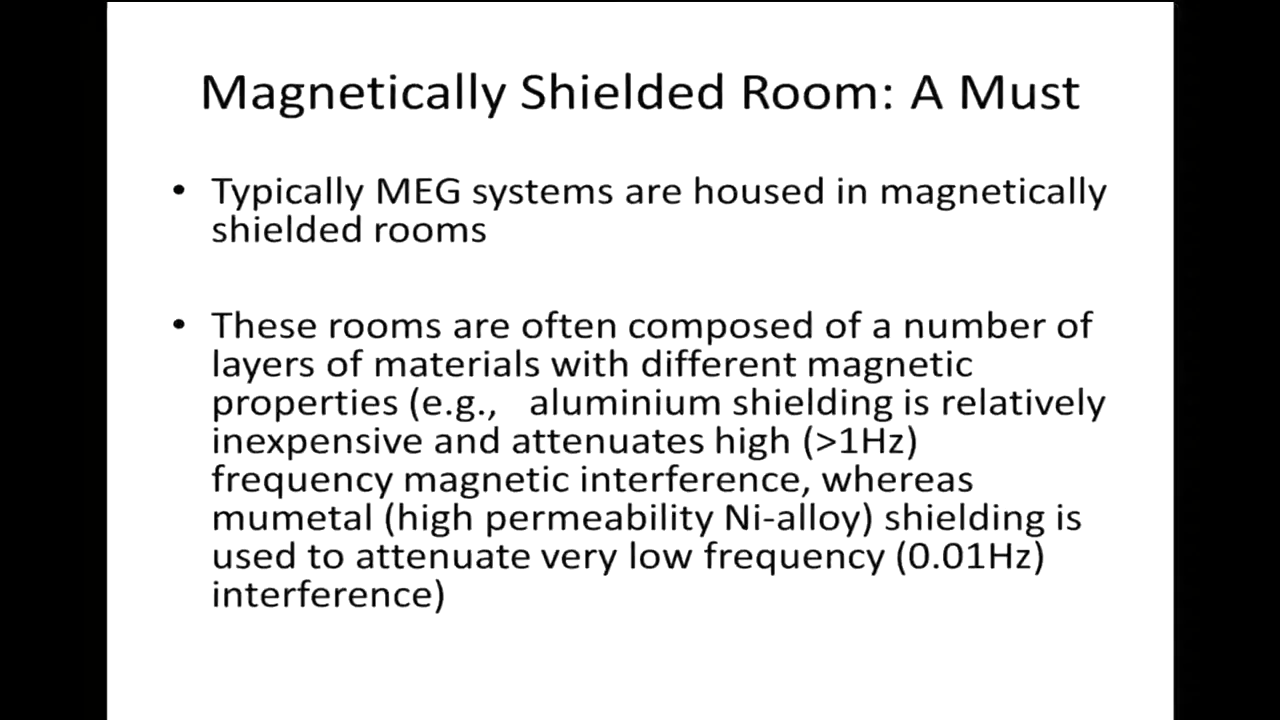 Magnetically Shielded Room: A Must
• Typically MEG systems are housed in magnetically
shielded rooms
• These rooms are often composed of a number of
layers of materials with different magnetic
properties (e.g.,   aluminium shielding is relatively
inexpensive and attenuates high (>1Hz)
frequency magnetic interference, whereas
mumetal (high permeability Ni-alloy) shielding is
used to attenuate very low frequency (0.01Hz)
interference)